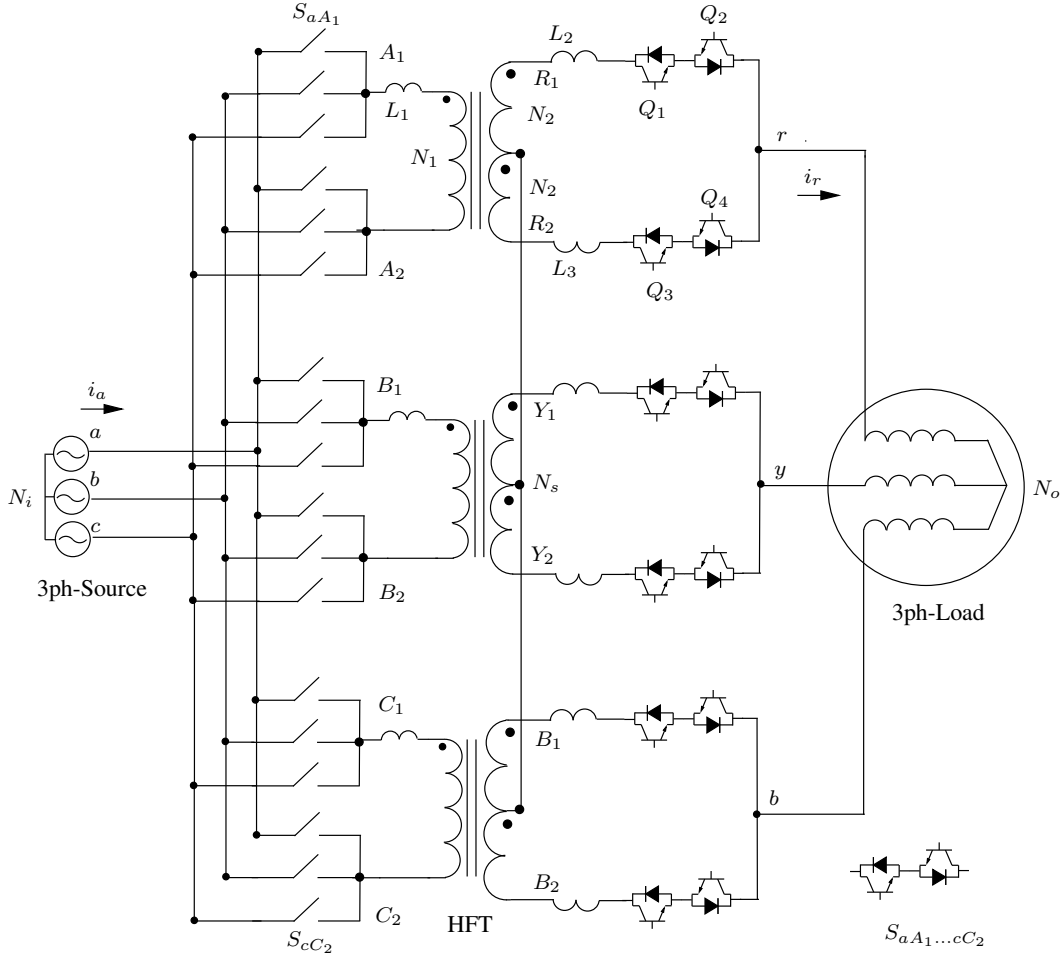 S_{aA_1}
A_1
L_1
N_1
A_2
L_2
R_1
N_2
N_2
R_2
L_3
Q_1
Q_2
Q_3
Q_4
r
i_r
i_a
a
b
c
N_i
3ph-Source
B_1
B_2
Y_1
N_s
Y_2
y
N_o
3ph-Load
C_1
C_2
S_{cC_2}
HFT
B_1
B_2
b
S_{aA_1...cC_2}